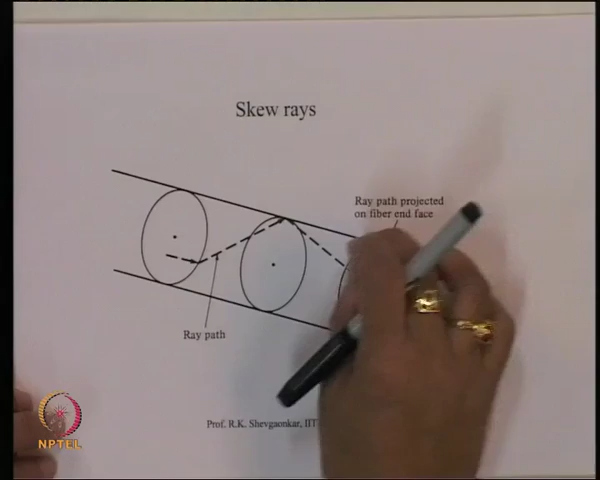 Skew rays
Ray path projected
on fiber end face
Ray path
Prof. R.K. Shevgaonkar, IIT
NPTEL